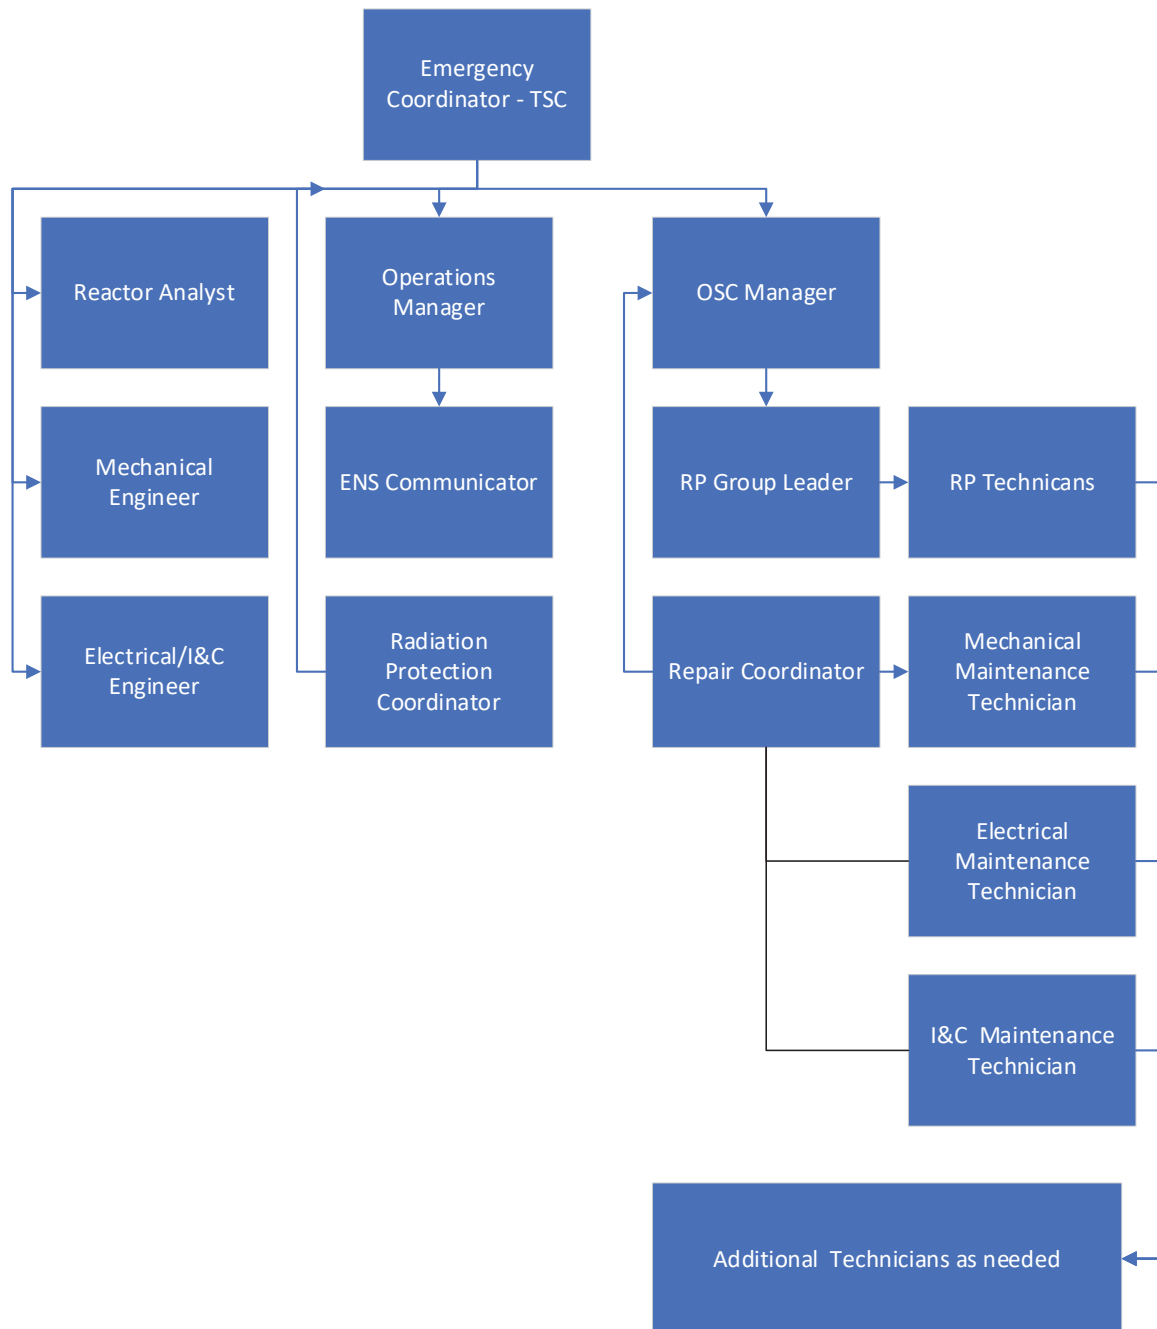 Emergency
Coordinator - TSC
Reactor Analyst
Operations
Manager
OSC Manager
Mechanical
Engineer
ENS Communicator
RP Group Leader
RP Technicans
Electrical/I&C
Engineer
Radiation
Protection
Coordinator
Repair Coordinator
Mechanical
Maintenance
Technician
Electrical
Maintenance
Technician
I&C  Maintenance
Technician
Additional  Technicians as needed